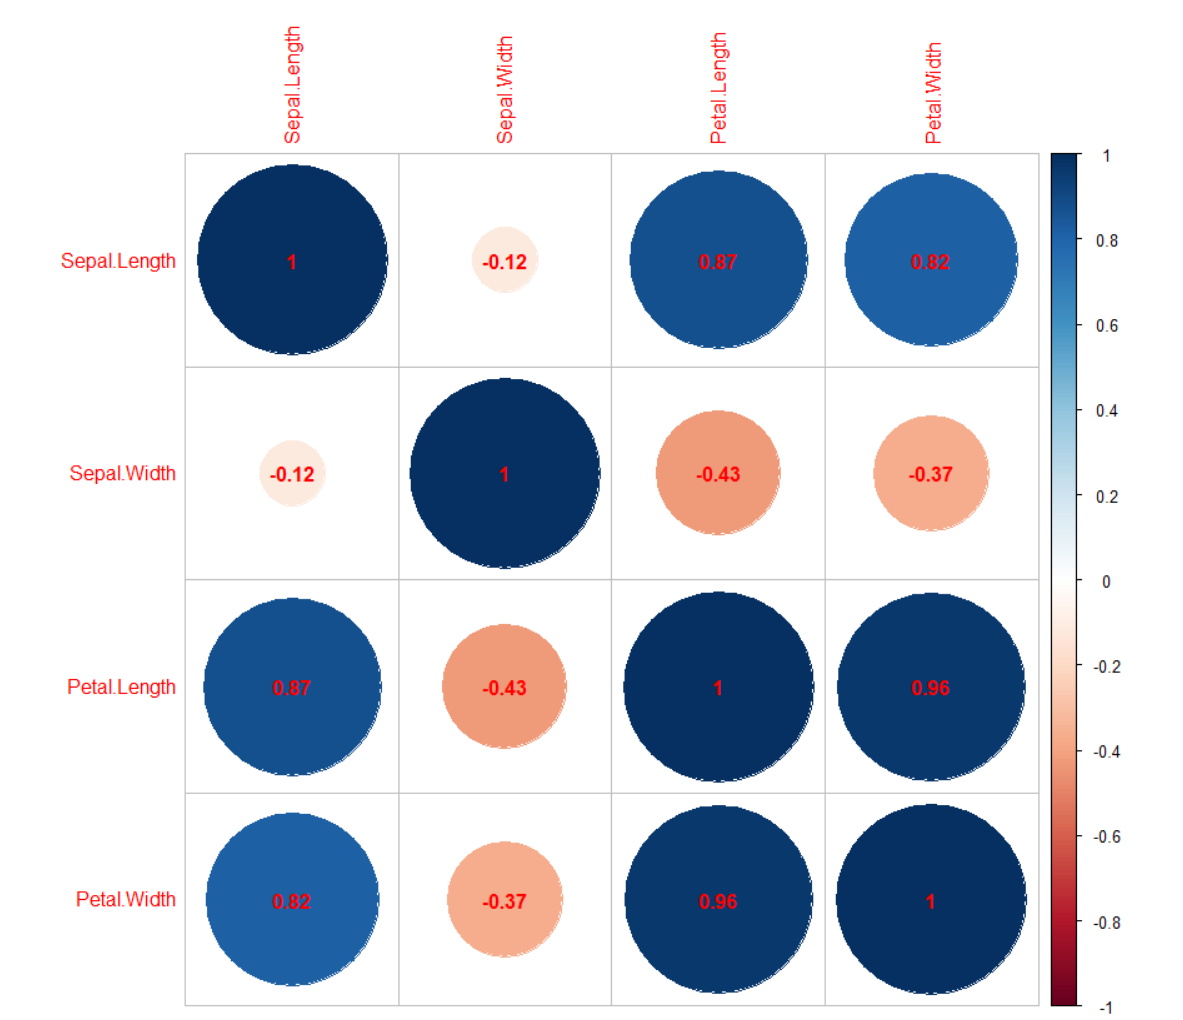 Sepal.Length
Sepal.Width
Petal.Length
Petal.Width
Sepal.Length 1 -0.12 0.87 0.82
Sepal.Width -0.12 1 -0.43 -0.37
Petal.Length 0.87 -0.43 1 0.96
Petal.Width 0.82 -0.37 0.96 1
1
0.8
0.6
0.4
0.2
0
-0.2
-0.4
-0.6
-0.8
-1